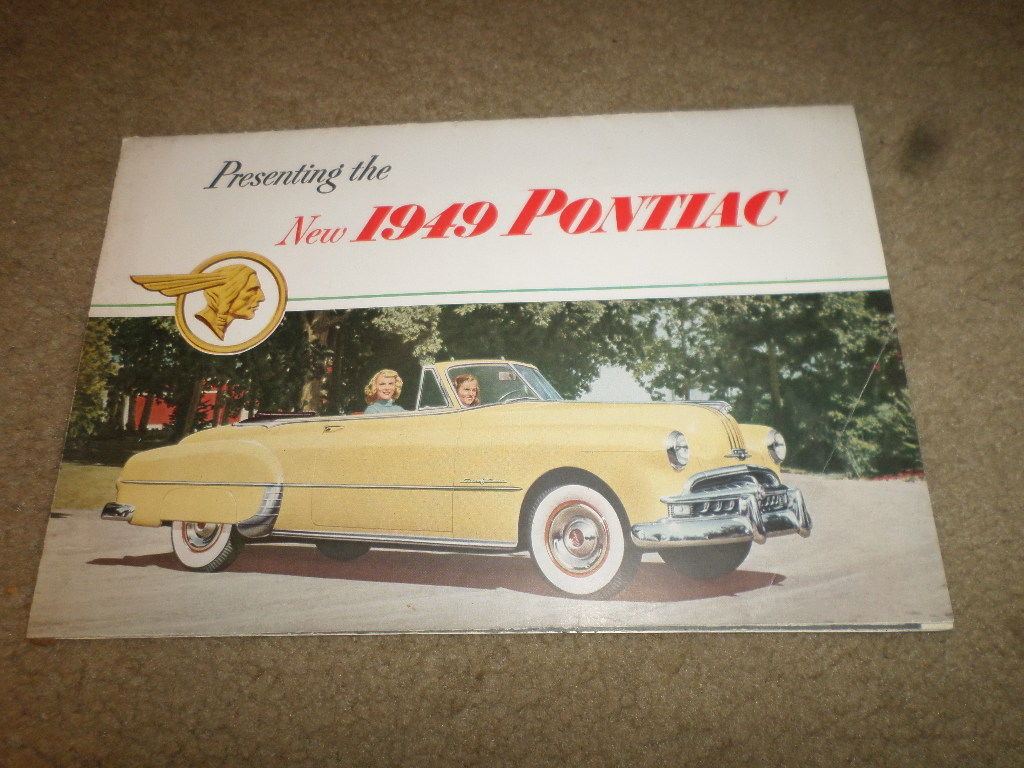 Presenting the
New 1949 PONTIAC